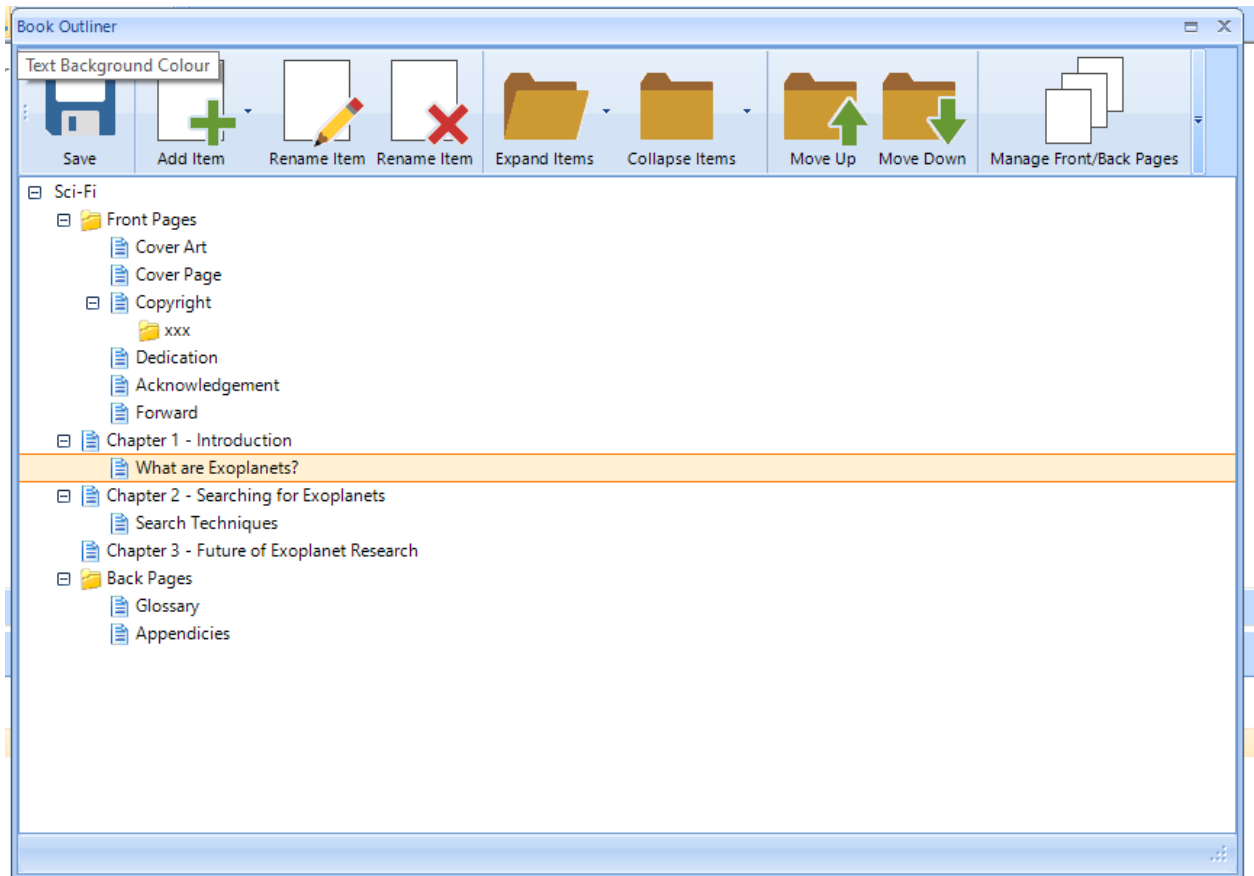 Book Outliner
Text Background Colour
Save Add Item Rename Item Rename Item Expand Items Collapse Items Move Up Move Down Manage Front/Back Pages
Sci-Fi
Front Pages
Cover Art
Cover Page
Copyright
xxx
Dedication
Acknowledgement
Forward
Chapter 1 - Introduction
What are Exoplanets?
Chapter 2 - Searching for Exoplanets
Search Techniques
Chapter 3 - Future of Exoplanet Research
Back Pages
Glossary
Appendicies